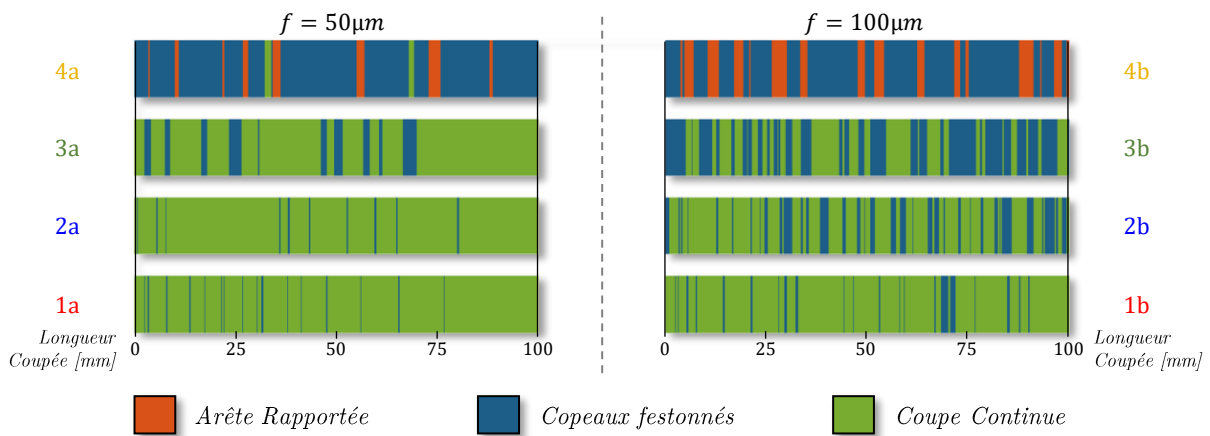 f = 50μm
f = 100μm
4a
4b
3a
3b
2a
2b
1a
1b
Longueur
Coupée [mm]
0 25 50 75 100
0 25 50 75 100
Longueur
Coupée [mm]
Arête Rapportée
Copeaux festonnés
Coupe Continue